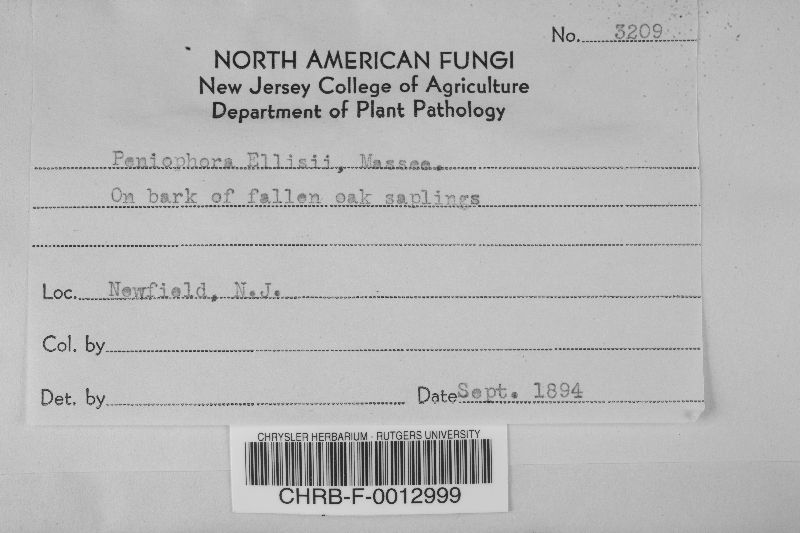 No. 3209
NORTH AMERICAN FUNGI
New Jersey College of Agriculture
Department of Plant Pathology
Peniophora Ellisii, Massee.
On bark of fallen oak saplings
Loc. Newfield, N.J.
Col. by
Det. by
Date Sept. 1894
CHRYSLER HERBARIUM - RUTGERS UNIVERSITY
CHRB-F-0012999